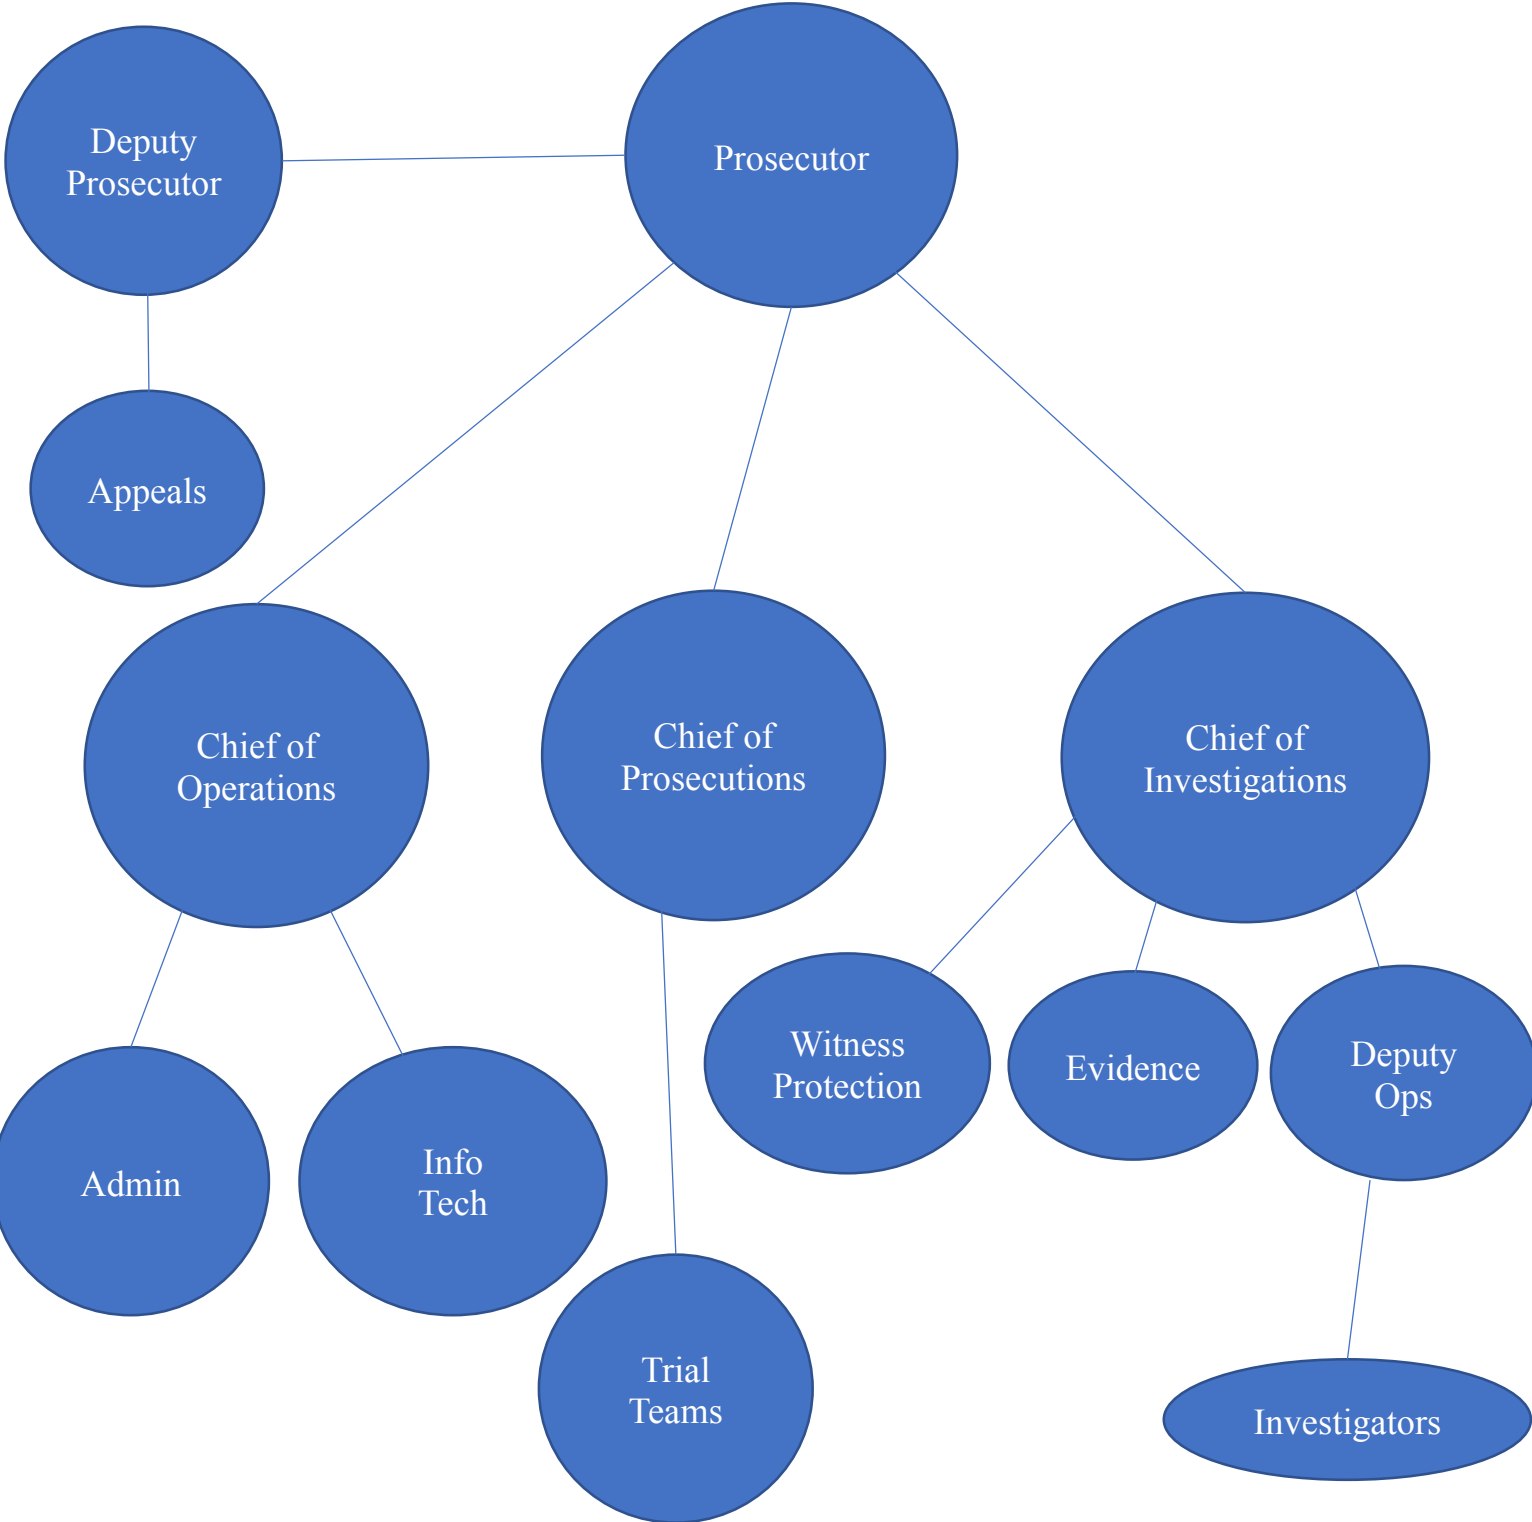 Deputy
Prosecutor
Prosecutor
Appeals
Chief of
Operations
Chief of
Prosecutions
Chief of
Investigations
Witness
Protection
Evidence
Deputy
Ops
Admin
Info
Tech
Trial
Teams
Investigators